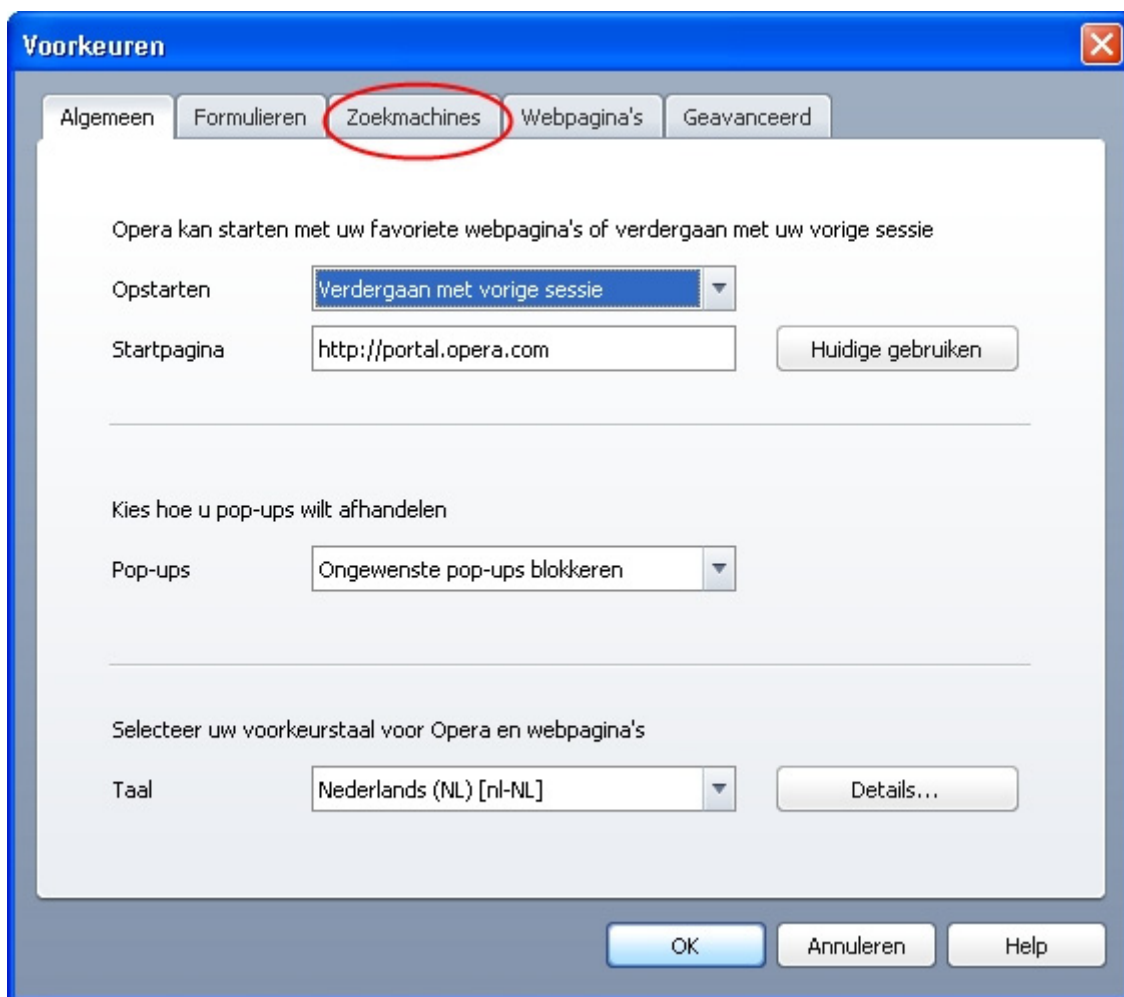 Voorkeuren
Algemeen Formulieren Zoekmachines Webpagina's Geavanceerd
Opera kan starten met uw favoriete webpagina's of verdergaan met uw vorige sessie
Opstarten Verdergaan met vorige sessie
Startpagina http://portal.opera.com Huidige gebruiken
Kies hoe u pop-ups wilt afhandelen
Pop-ups Ongewenste pop-ups blokkeren
Selecteer uw voorkeurstaal voor Opera en webpagina's
Taal Nederlands (NL) [nl-NL] Details...
OK Annuleren Help